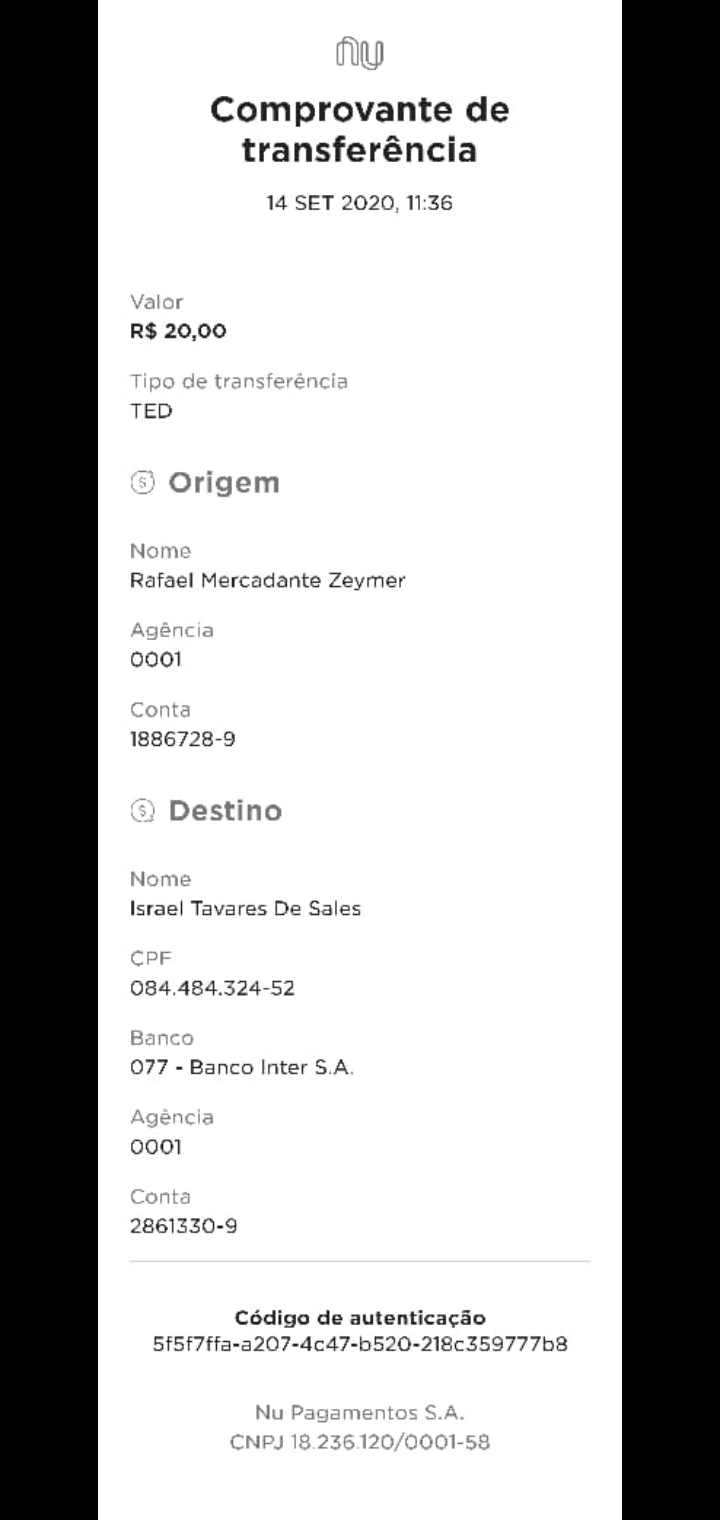 nu
Comprovante de
transferência
14 SET 2020, 11:36
Valor
R$ 20,00
Tipo de transferência
TED
Origem
Nome
Rafael Mercadante Zeymer
Agência
0001
Conta
1886728-9
Destino
Nome
Israel Tavares De Sales
CPF
084.484.324-52
Banco
077 - Banco Inter S.A.
Agência
0001
Conta
2861330-9
Código de autenticação
5f5f7ffa-a207-4c47-b520-218c359777b8
Nu Pagamentos S.A.
CNPJ 18.236.120/0001-58